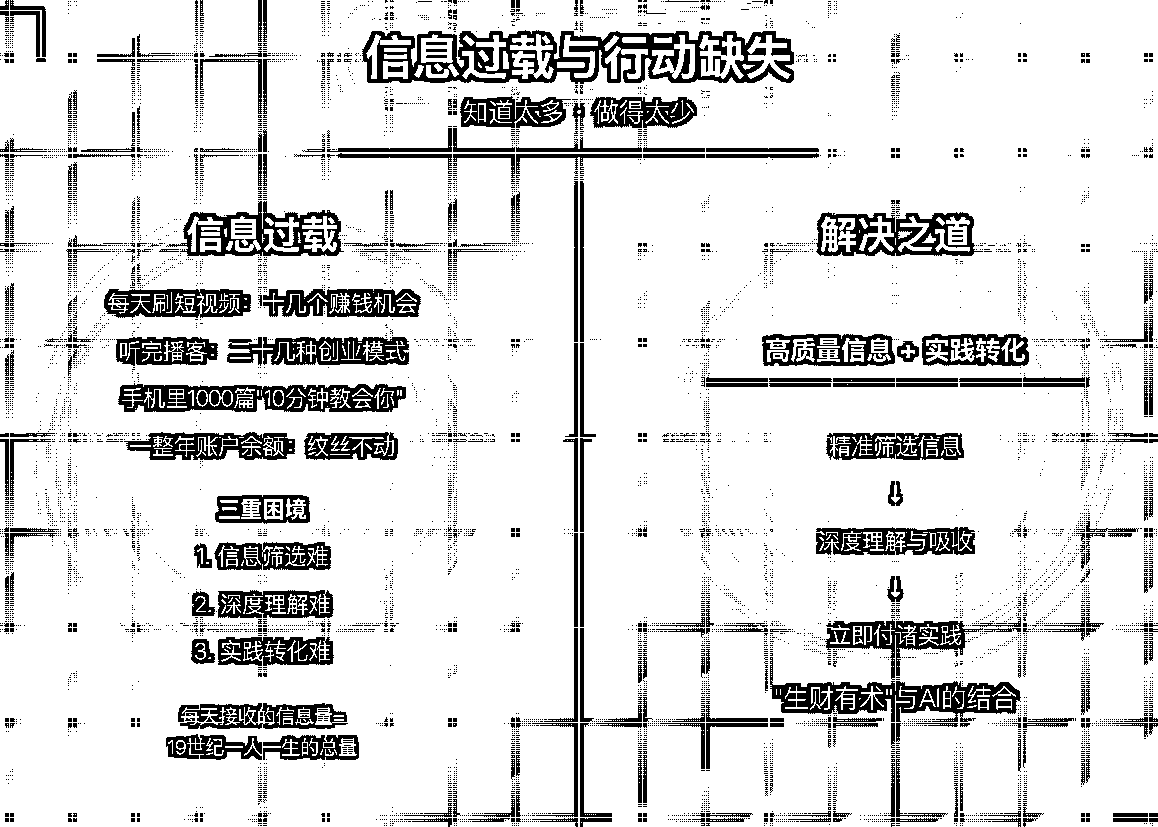 信息过载与行动缺失
知道太多 ≠ 做得太少
信息过载
每天刷短视频：十几个赚钱机会
听完播客：二十几种创业模式
手机里1000篇"10分钟教会你"
一整年账户余额：纹丝不动
三重困境
1. 信息筛选难
2. 深度理解难
3. 实践转化难
每天接收的信息量=
19世纪一人一生的总量
解决之道
高质量信息 + 实践转化
精准筛选信息
⇩
深度理解与吸收
⇩
立即付诸实践
"生财有术"与AI的结合